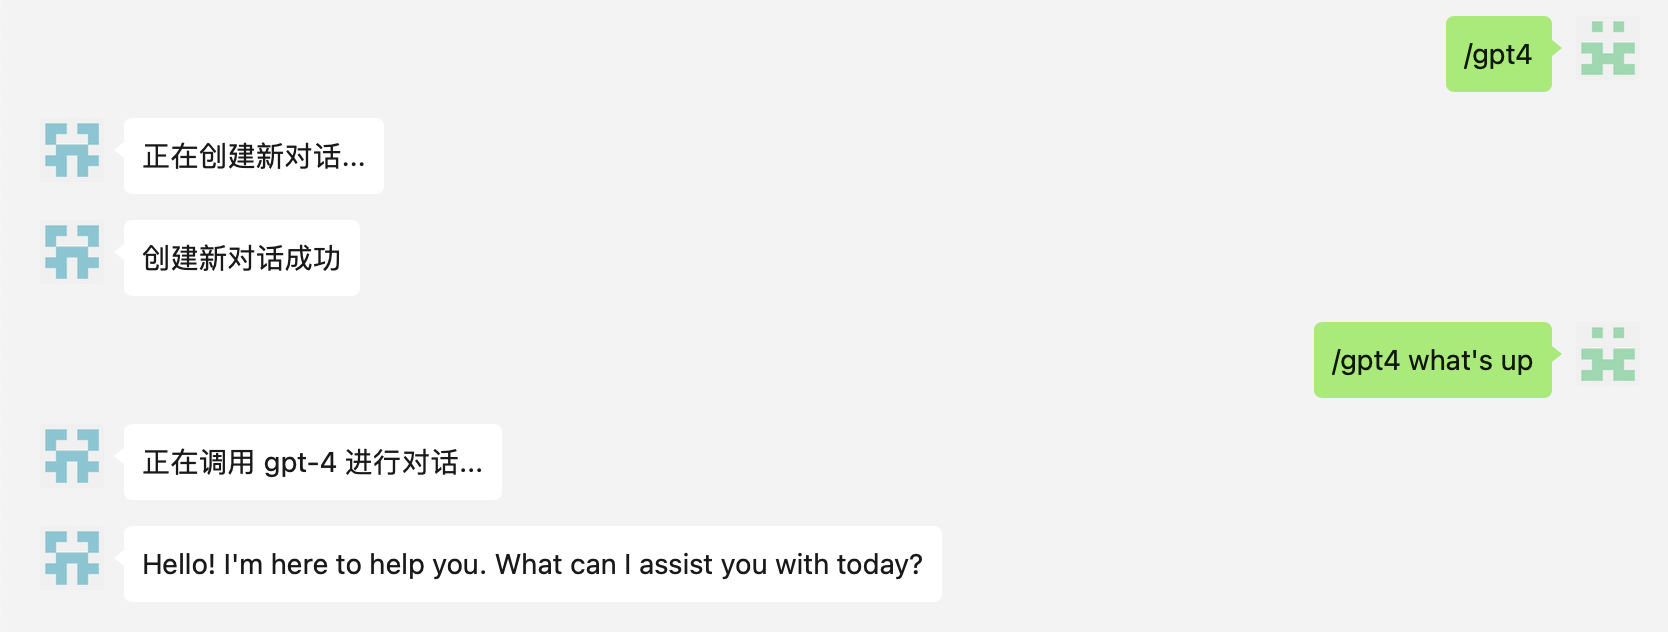 /gpt4
正在创建新对话...
创建新对话成功
/gpt4 what's up
正在调用 gpt-4 进行对话...
Hello! I'm here to help you. What can I assist you with today?